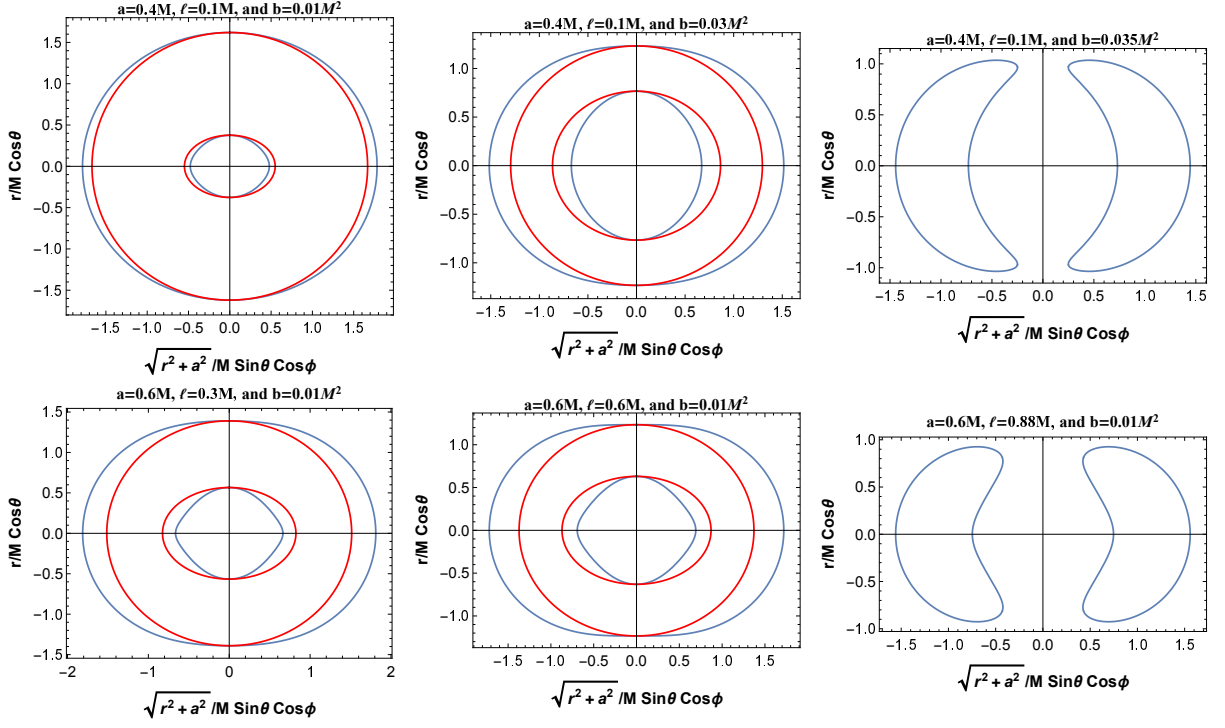 a=0.4M, ℓ=0.1M, and b=0.01M²
r/M Cosθ
1.5
1.0
0.5
0.0
−0.5
−1.0
−1.5
−1.5 −1.0 −0.5 0.0 0.5 1.0 1.5
√r² + a² /M Sinθ Cosϕ
a=0.4M, ℓ=0.1M, and b=0.03M²
r/M Cosθ
1.0
0.5
0.0
−0.5
−1.0
−1.5 −1.0 −0.5 0.0 0.5 1.0 1.5
√r² + a² /M Sinθ Cosϕ
a=0.4M, ℓ=0.1M, and b=0.035M²
r/M Cosθ
1.0
0.5
0.0
−0.5
−1.0
−1.5 −1.0 −0.5 0.0 0.5 1.0 1.5
√r² + a² /M Sinθ Cosϕ
a=0.6M, ℓ=0.3M, and b=0.01M²
r/M Cosθ
1.5
1.0
0.5
0.0
−0.5
−1.0
−1.5
−2 −1 0 1 2
√r² + a² /M Sinθ Cosϕ
a=0.6M, ℓ=0.6M, and b=0.01M²
r/M Cosθ
1.0
0.5
0.0
−0.5
−1.0
−1.5 −1.0 −0.5 0.0 0.5 1.0 1.5
√r² + a² /M Sinθ Cosϕ
a=0.6M, ℓ=0.88M, and b=0.01M²
r/M Cosθ
1.0
0.5
0.0
−0.5
−1.0
−1.5 −1.0 −0.5 0.0 0.5 1.0 1.5
√r² + a² /M Sinθ Cosϕ